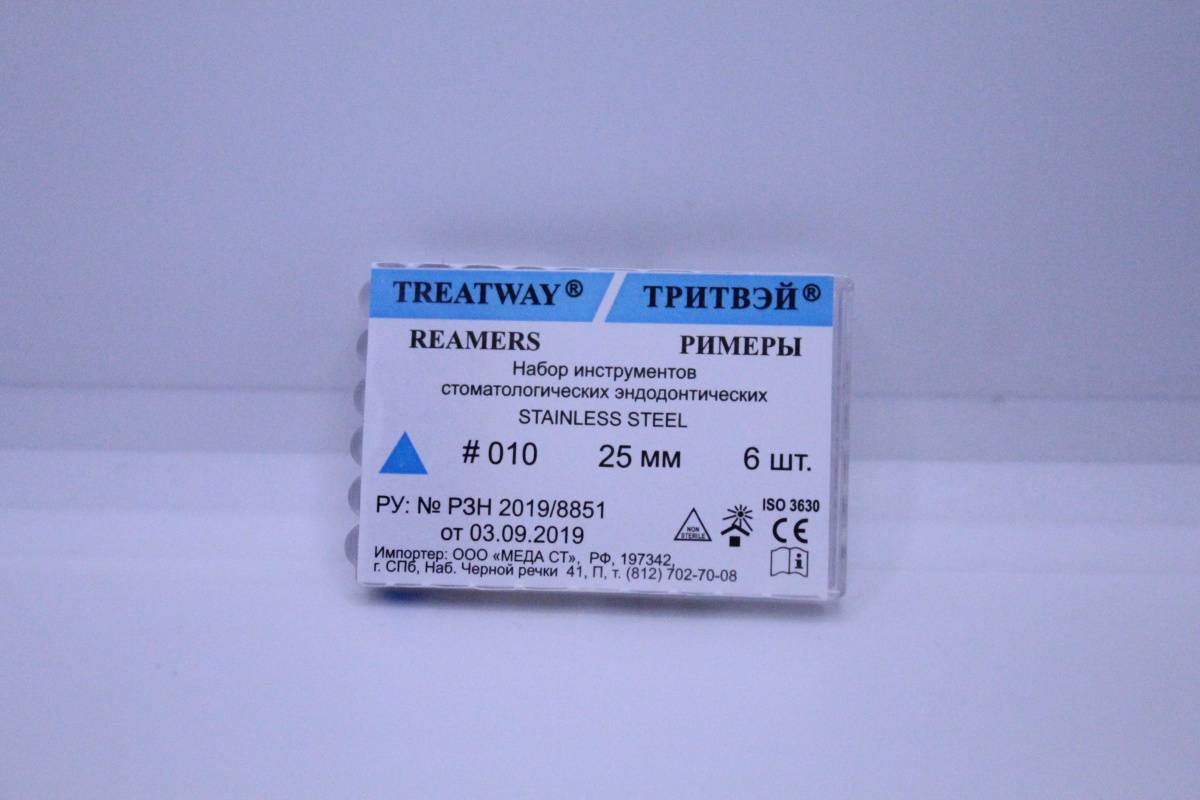 TREATWAY® ТРИТВЭЙ®
REAMERS РИМЕРЫ
Набор инструментов
стоматологических эндодонтических
STAINLESS STEEL
# 010 25 мм 6 шт.
РУ: № РЗН 2019/8851
от 03.09.2019
NON
STERILE
ISO 3630
CE
i
Импортер: ООО «МЕДА СТ», РФ, 197342,
г. СПб, Наб. Черной речки 41, П, т. (812) 702-70-08